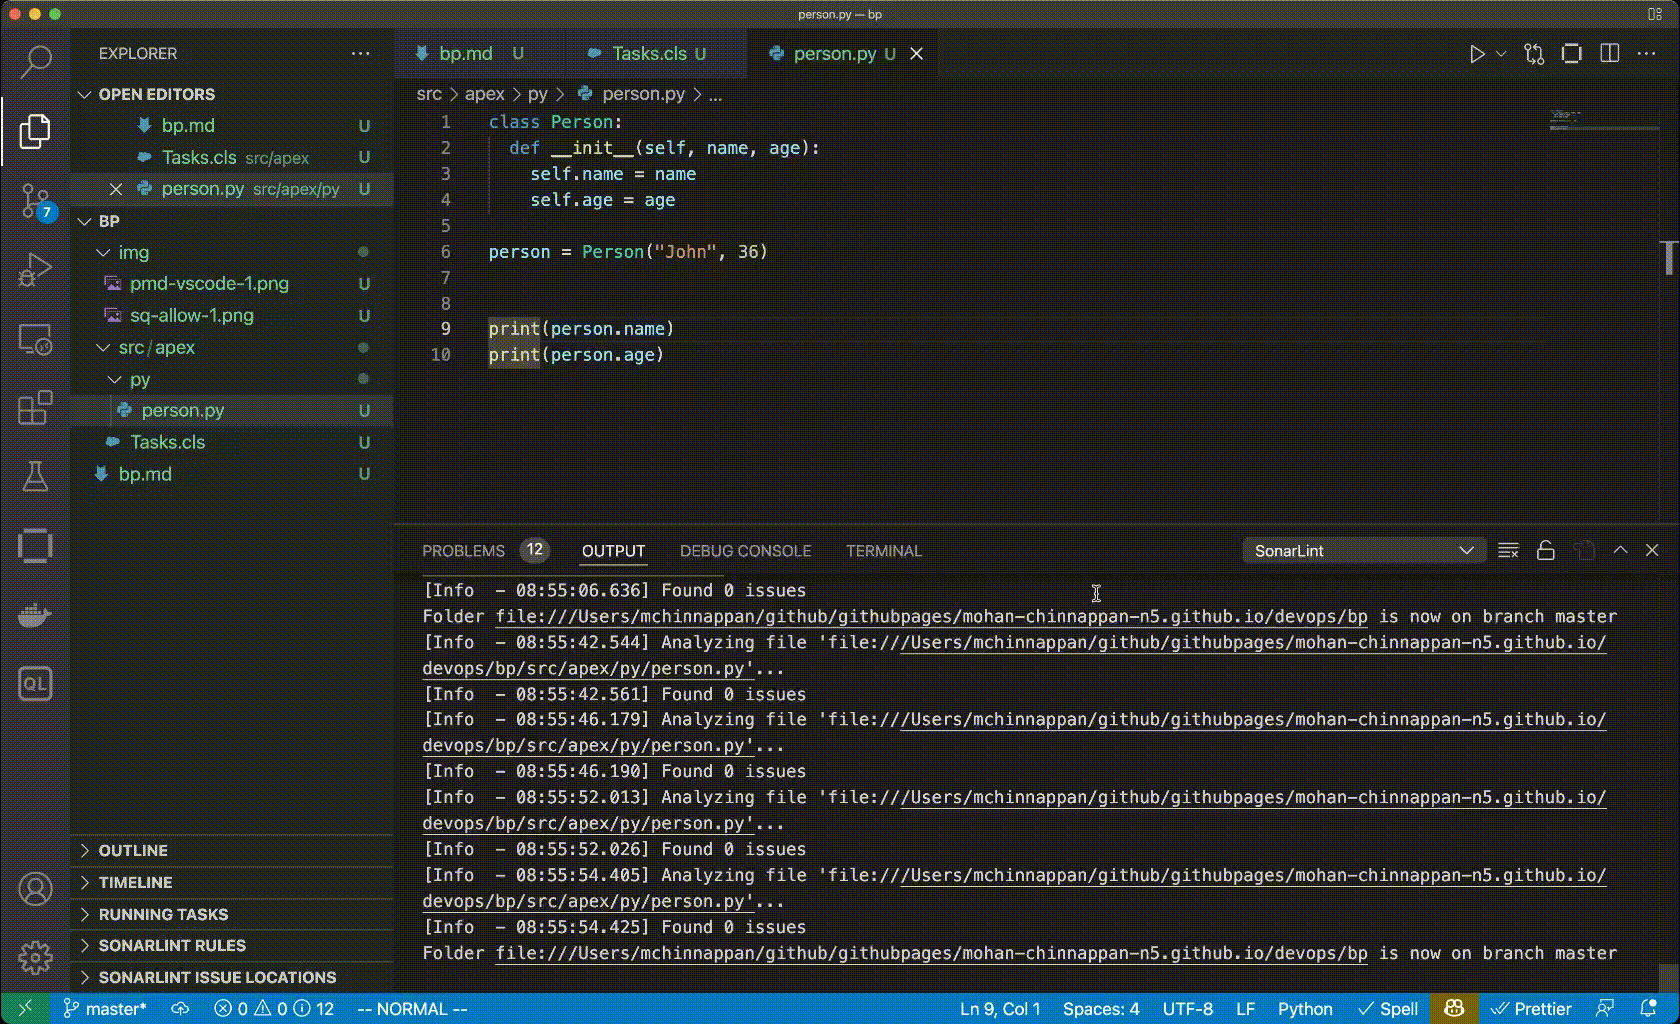 person.py — bp
EXPLORER
OPEN EDITORS
bp.md U
Tasks.cls src/apex U
person.py src/apex/py U
BP
img
pmd-vscode-1.png U
sq-allow-1.png U
src/apex
py
person.py U
Tasks.cls U
bp.md U
OUTLINE
TIMELINE
RUNNING TASKS
SONARLINT RULES
SONARLINT ISSUE LOCATIONS
7
QL
bp.md U Tasks.cls U person.py U
src > apex > py > person.py > ...
1 class Person:
2 def __init__(self, name, age):
3 self.name = name
4 self.age = age
5
6 person = Person("John", 36)
7
8
9 print(person.name)
10 print(person.age)
PROBLEMS 12 OUTPUT DEBUG CONSOLE TERMINAL SonarLint
[Info  - 08:55:06.636] Found 0 issues
Folder file:///Users/mchinnappan/github/githubpages/mohan-chinnappan-n5.github.io/devops/bp is now on branch master
[Info  - 08:55:42.544] Analyzing file 'file:///Users/mchinnappan/github/githubpages/mohan-chinnappan-n5.github.io/
devops/bp/src/apex/py/person.py'...
[Info  - 08:55:42.561] Found 0 issues
[Info  - 08:55:46.179] Analyzing file 'file:///Users/mchinnappan/github/githubpages/mohan-chinnappan-n5.github.io/
devops/bp/src/apex/py/person.py'...
[Info  - 08:55:46.190] Found 0 issues
[Info  - 08:55:52.013] Analyzing file 'file:///Users/mchinnappan/github/githubpages/mohan-chinnappan-n5.github.io/
devops/bp/src/apex/py/person.py'...
[Info  - 08:55:52.026] Found 0 issues
[Info  - 08:55:54.405] Analyzing file 'file:///Users/mchinnappan/github/githubpages/mohan-chinnappan-n5.github.io/
devops/bp/src/apex/py/person.py'...
[Info  - 08:55:54.425] Found 0 issues
Folder file:///Users/mchinnappan/github/githubpages/mohan-chinnappan-n5.github.io/devops/bp is now on branch master
master* 0 0 12 -- NORMAL -- Ln 9, Col 1 Spaces: 4 UTF-8 LF Python Spell Prettier